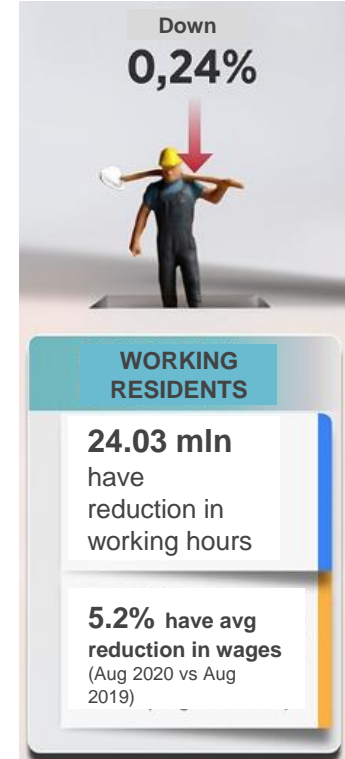 Down
0,24%
WORKING
RESIDENTS
24.03 mln
have
reduction in
working hours
5.2% have avg
reduction in wages
(Aug 2020 vs Aug
2019)